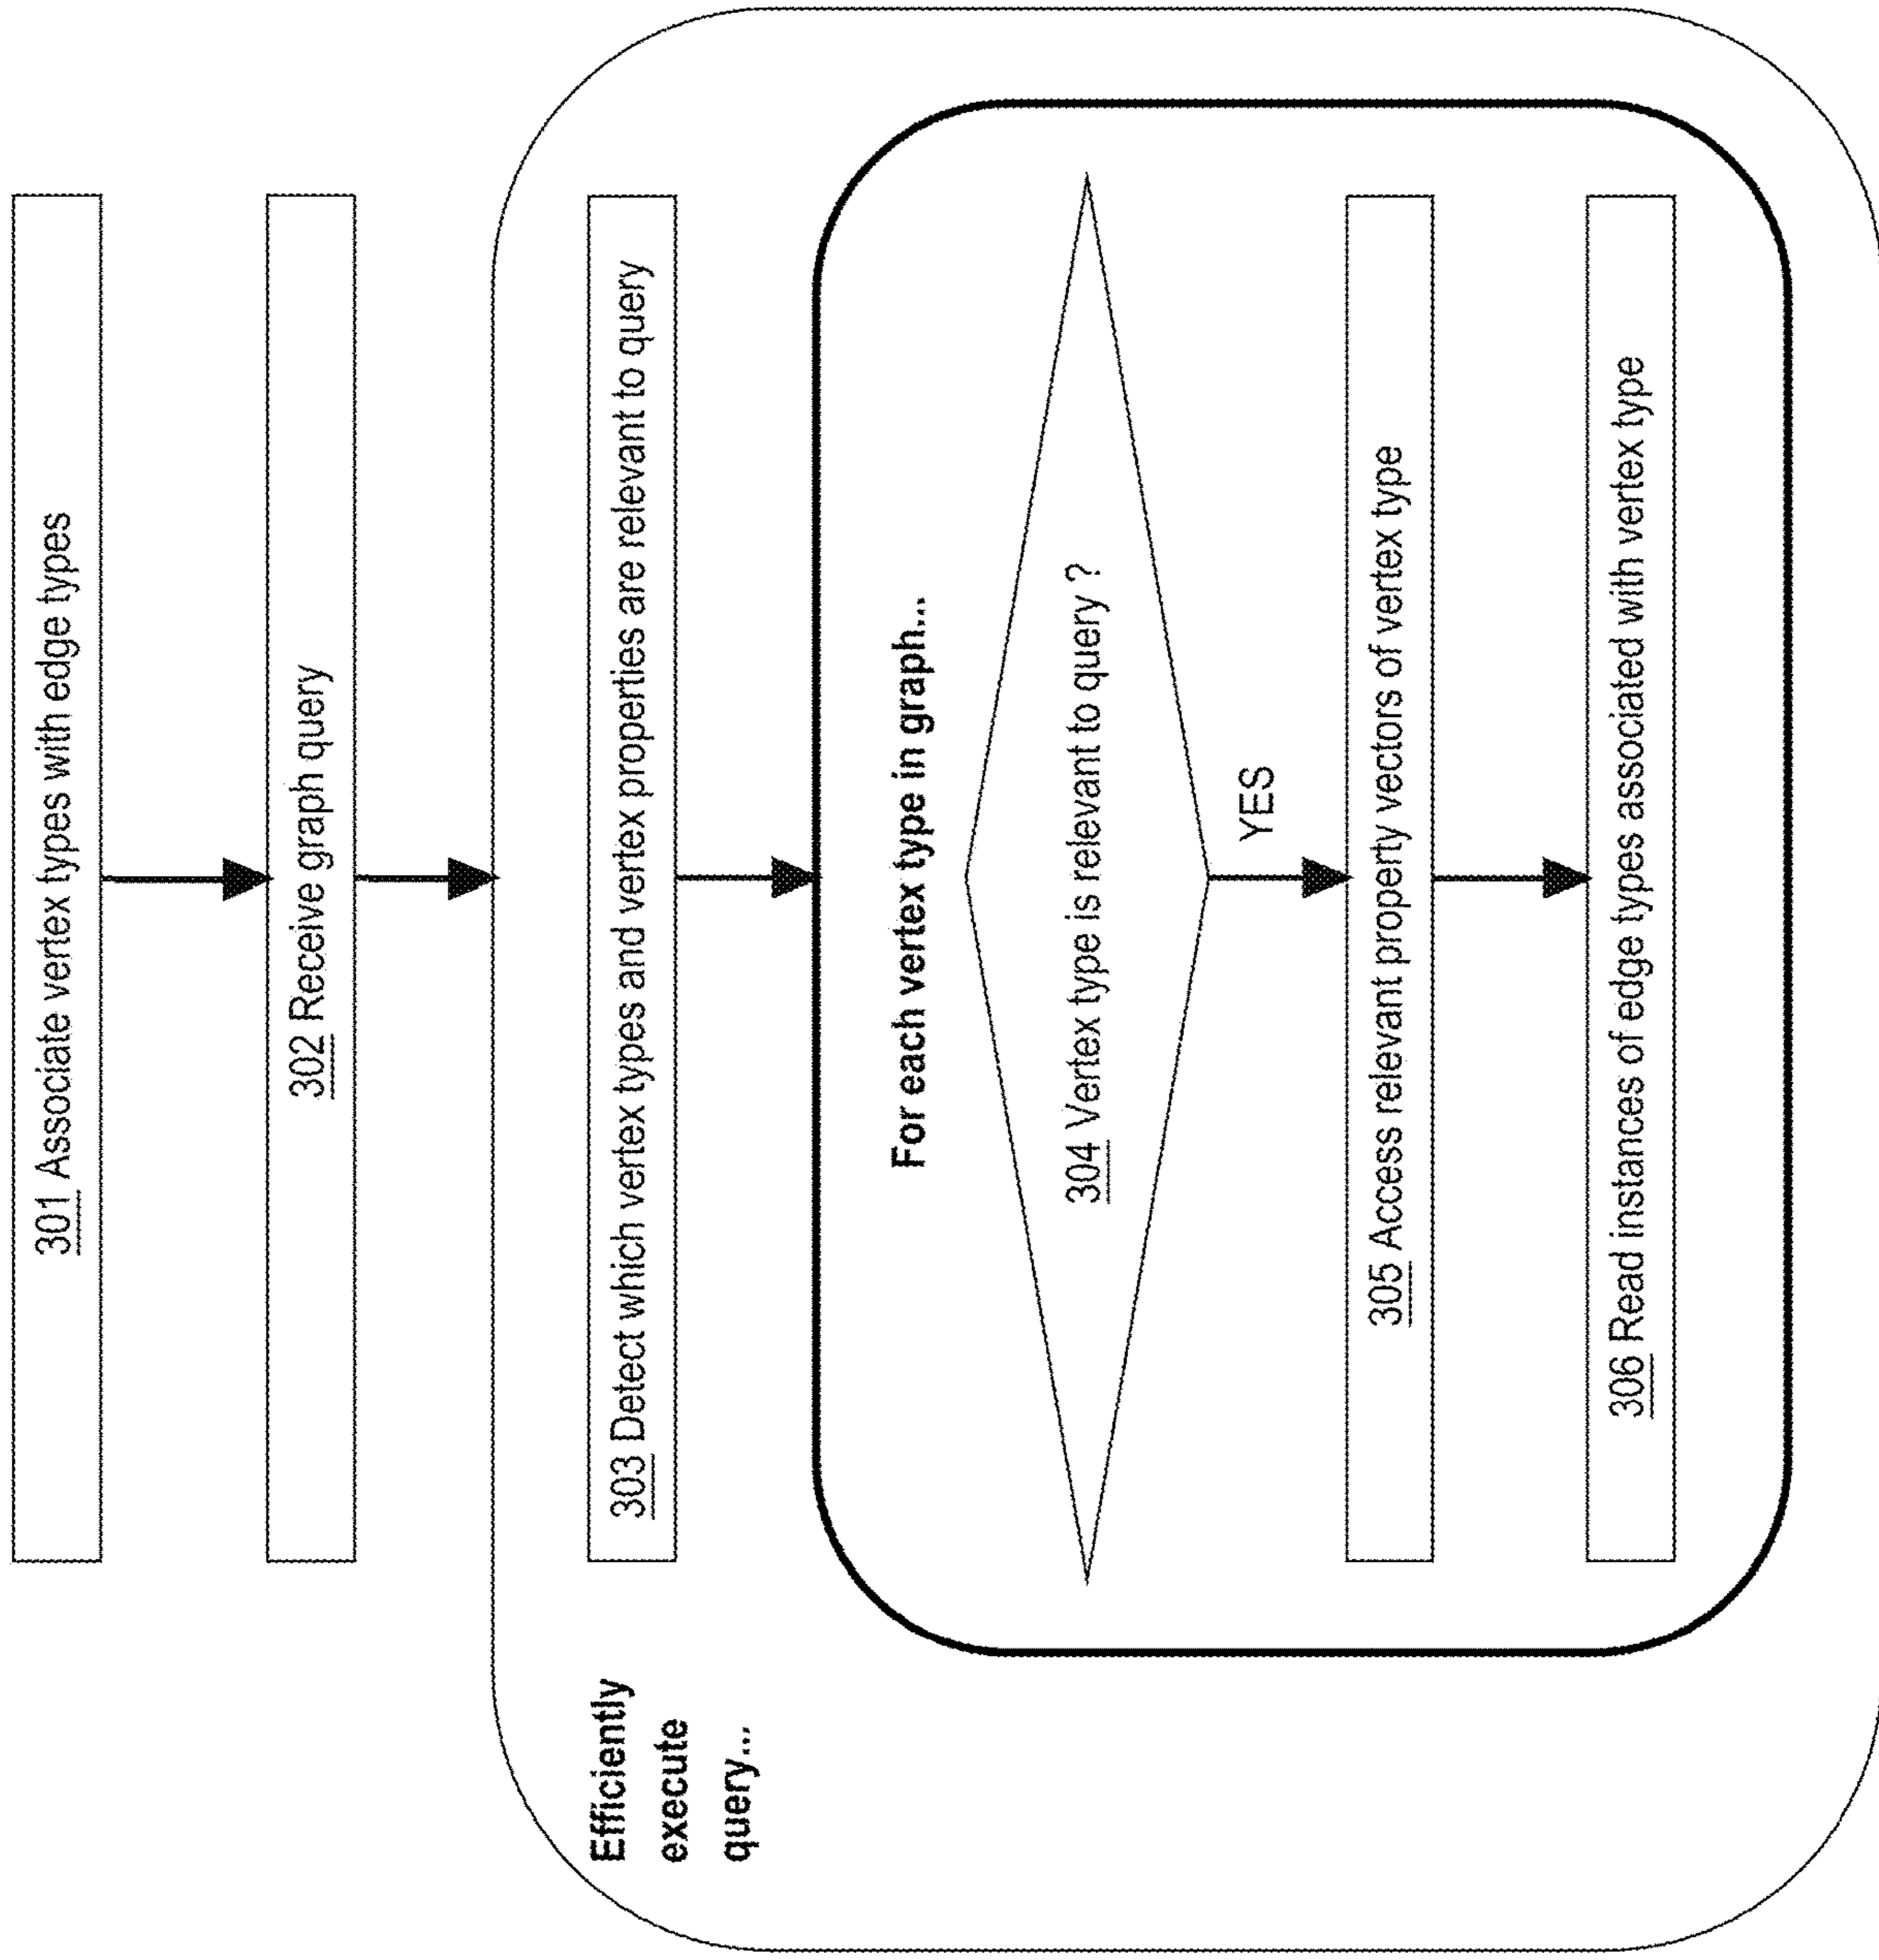 301 Associate vertex types with edge types
302 Receive graph query
Efficiently
execute
query...
303 Detect which vertex types and vertex properties are relevant to query
For each vertex type in graph...
304 Vertex type is relevant to query ?
YES
305 Access relevant property vectors of vertex type
306 Read instances of edge types associated with vertex type